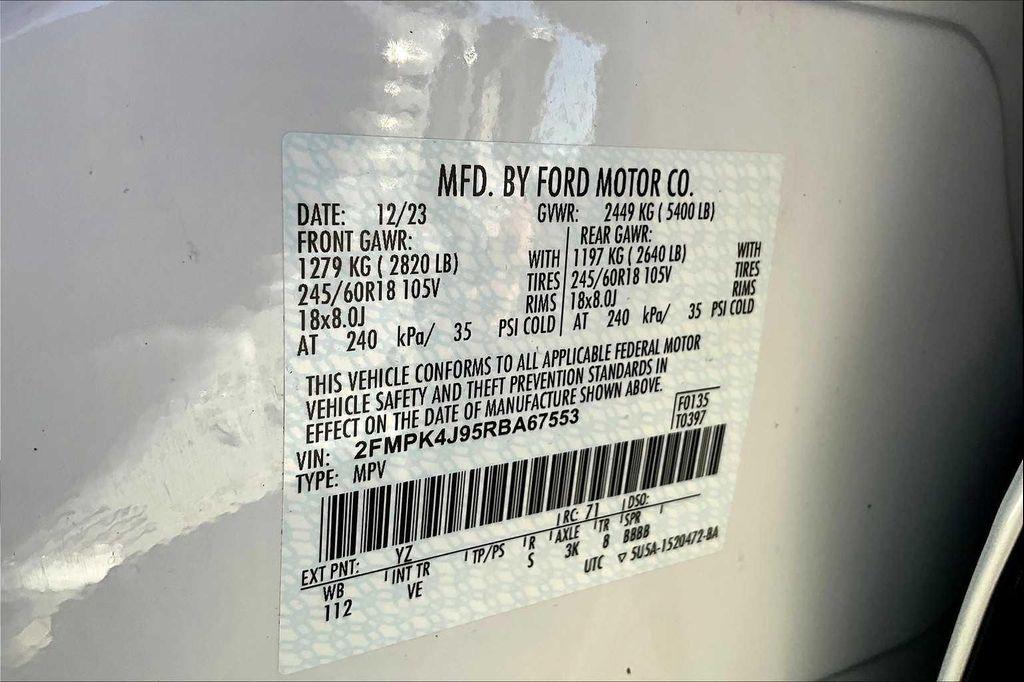 MFD. BY FORD MOTOR CO.
DATE: 12/23 GVWR: 2449 KG ( 5400 LB)
FRONT GAWR: REAR GAWR:
1279 KG ( 2820 LB) WITH 1197 KG ( 2640 LB) WITH
245/60R18 105V TIRES 245/60R18 105V TIRES
18x8.0J RIMS 18x8.0J RIMS
AT 240 kPa/ 35 PSI COLD AT 240 kPa/ 35 PSI COLD
THIS VEHICLE CONFORMS TO ALL APPLICABLE FEDERAL MOTOR
VEHICLE SAFETY AND THEFT PREVENTION STANDARDS IN
EFFECT ON THE DATE OF MANUFACTURE SHOWN ABOVE.
VIN: 2FMPK4J95RBA67553 F0135
TYPE: MPV T0397
EXT PNT: YZ RC: 71 DSO:
WB INT TR TP/PS R AXLE TR SPR
112 VE S 3K 8 BBBB
UTC ▽ 5U5A-1520472-BA